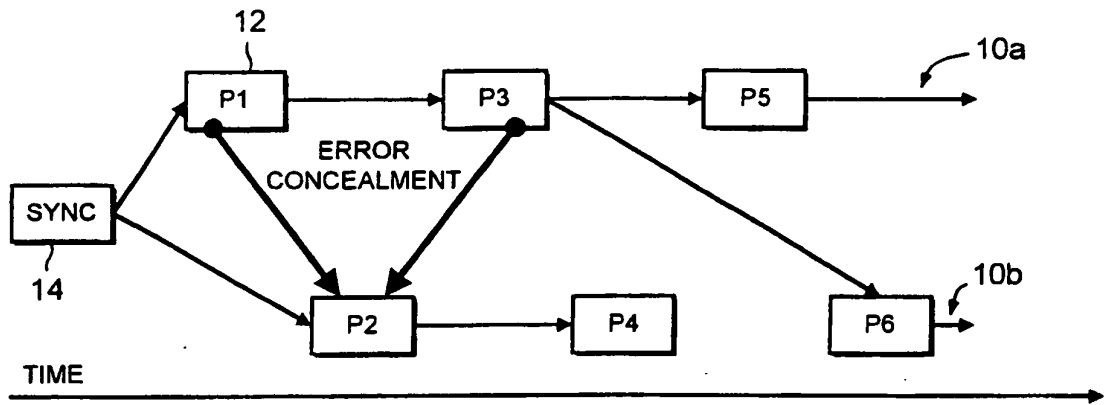 12
10a
P1
P3
P5
ERROR
CONCEALMENT
SYNC
14
10b
P2
P4
P6
TIME